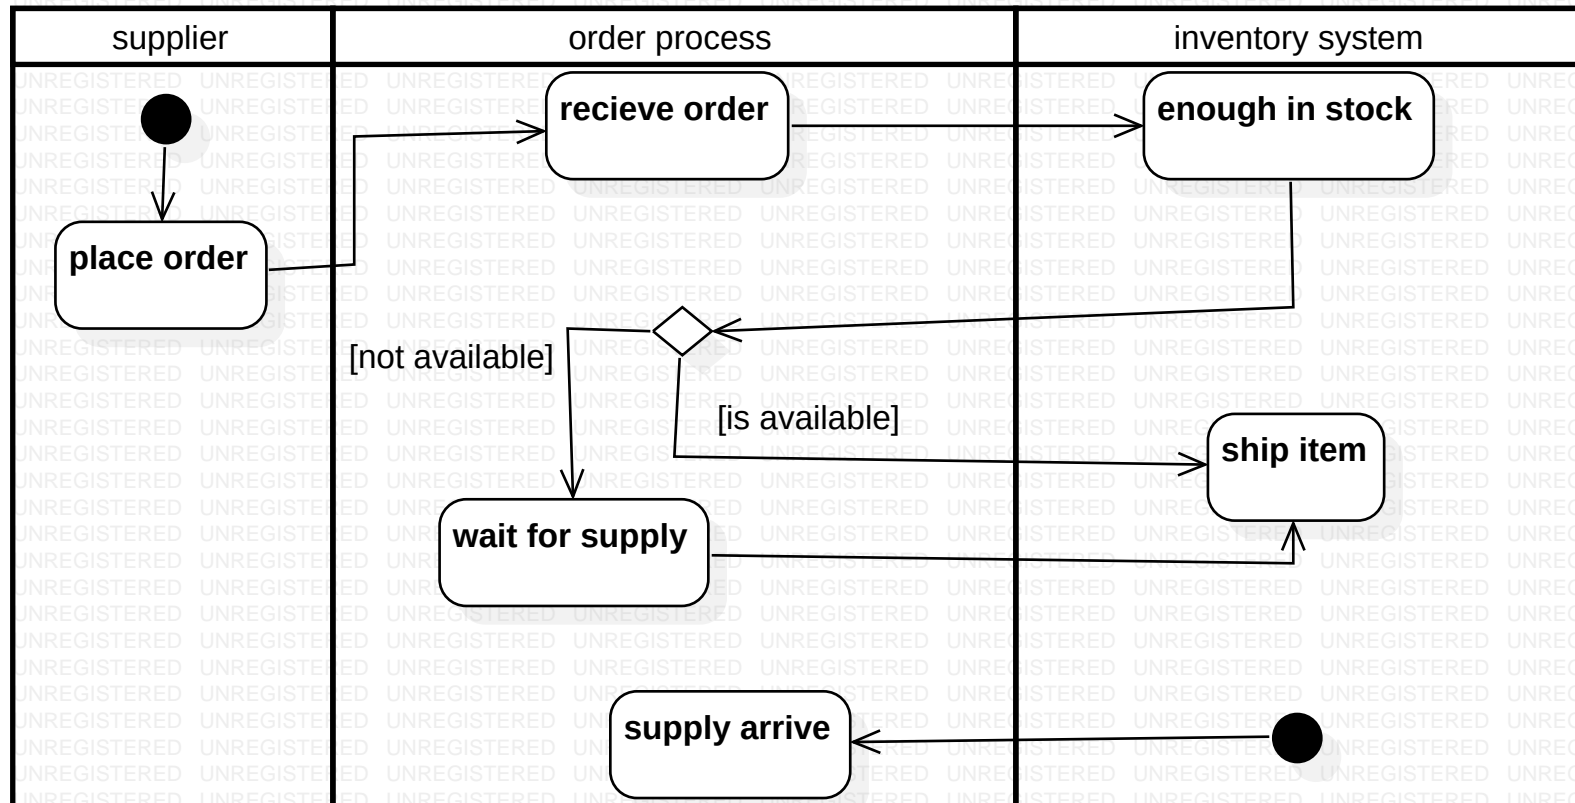 supplier
order process
inventory system
recieve order
enough in stock
place order
[not available]
[is available]
ship item
wait for supply
supply arrive
UNREGISTERED